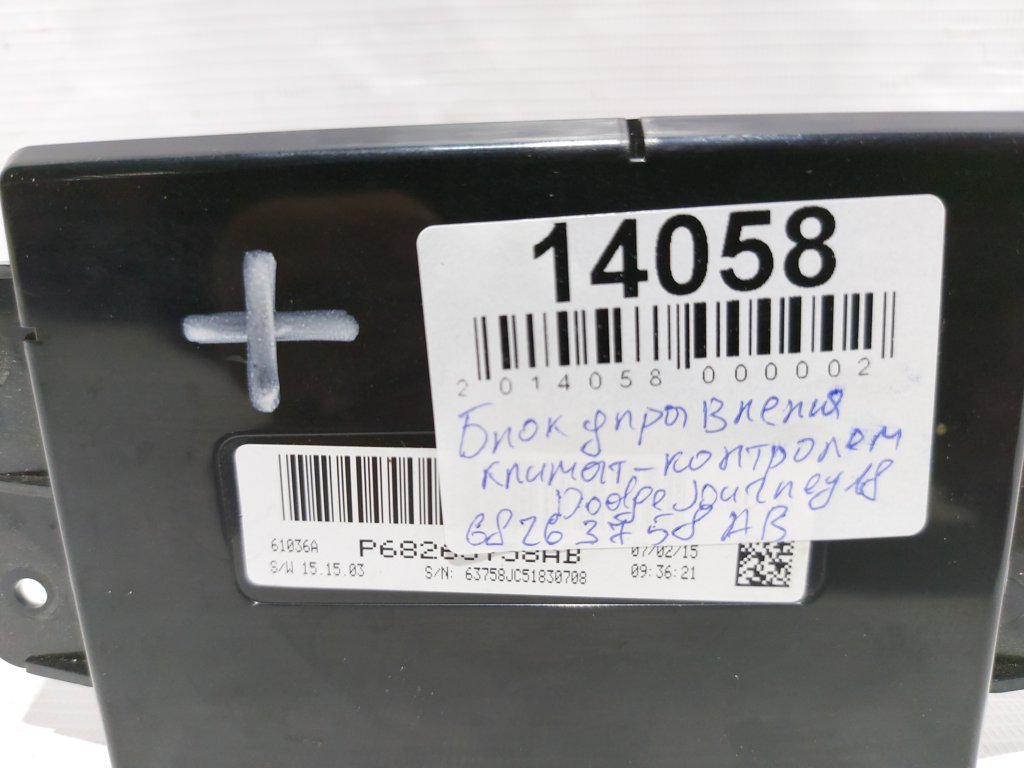 14058
2 014058 000002
Блок управления
климат-контролем
Dodge Journey 18
68263758 AB
61036A P68263758AB 07/02/15
S/W 15.15.03 S/N: 63758JC51830708 09:36:21